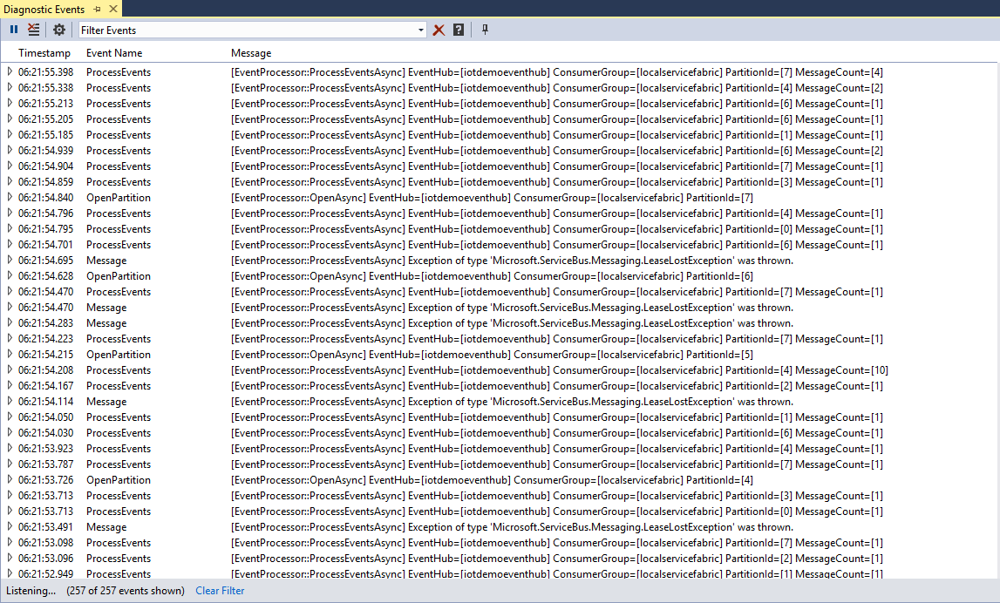 Diagnostic Events
Filter Events
Timestamp Event Name Message
06:21:55.398 ProcessEvents [EventProcessor::ProcessEventsAsync] EventHub=[iotdemoeventhub] ConsumerGroup=[localservicefabric] PartitionId=[7] MessageCount=[4]
06:21:55.338 ProcessEvents [EventProcessor::ProcessEventsAsync] EventHub=[iotdemoeventhub] ConsumerGroup=[localservicefabric] PartitionId=[4] MessageCount=[2]
06:21:55.213 ProcessEvents [EventProcessor::ProcessEventsAsync] EventHub=[iotdemoeventhub] ConsumerGroup=[localservicefabric] PartitionId=[6] MessageCount=[1]
06:21:55.205 ProcessEvents [EventProcessor::ProcessEventsAsync] EventHub=[iotdemoeventhub] ConsumerGroup=[localservicefabric] PartitionId=[6] MessageCount=[1]
06:21:55.185 ProcessEvents [EventProcessor::ProcessEventsAsync] EventHub=[iotdemoeventhub] ConsumerGroup=[localservicefabric] PartitionId=[1] MessageCount=[1]
06:21:54.939 ProcessEvents [EventProcessor::ProcessEventsAsync] EventHub=[iotdemoeventhub] ConsumerGroup=[localservicefabric] PartitionId=[6] MessageCount=[2]
06:21:54.904 ProcessEvents [EventProcessor::ProcessEventsAsync] EventHub=[iotdemoeventhub] ConsumerGroup=[localservicefabric] PartitionId=[7] MessageCount=[1]
06:21:54.859 ProcessEvents [EventProcessor::ProcessEventsAsync] EventHub=[iotdemoeventhub] ConsumerGroup=[localservicefabric] PartitionId=[3] MessageCount=[1]
06:21:54.840 OpenPartition [EventProcessor::OpenAsync] EventHub=[iotdemoeventhub] ConsumerGroup=[localservicefabric] PartitionId=[7]
06:21:54.796 ProcessEvents [EventProcessor::ProcessEventsAsync] EventHub=[iotdemoeventhub] ConsumerGroup=[localservicefabric] PartitionId=[4] MessageCount=[1]
06:21:54.795 ProcessEvents [EventProcessor::ProcessEventsAsync] EventHub=[iotdemoeventhub] ConsumerGroup=[localservicefabric] PartitionId=[0] MessageCount=[1]
06:21:54.701 ProcessEvents [EventProcessor::ProcessEventsAsync] EventHub=[iotdemoeventhub] ConsumerGroup=[localservicefabric] PartitionId=[6] MessageCount=[1]
06:21:54.695 Message [EventProcessor::ProcessEventsAsync] Exception of type 'Microsoft.ServiceBus.Messaging.LeaseLostException' was thrown.
06:21:54.628 OpenPartition [EventProcessor::OpenAsync] EventHub=[iotdemoeventhub] ConsumerGroup=[localservicefabric] PartitionId=[6]
06:21:54.470 ProcessEvents [EventProcessor::ProcessEventsAsync] EventHub=[iotdemoeventhub] ConsumerGroup=[localservicefabric] PartitionId=[7] MessageCount=[1]
06:21:54.470 Message [EventProcessor::ProcessEventsAsync] Exception of type 'Microsoft.ServiceBus.Messaging.LeaseLostException' was thrown.
06:21:54.283 Message [EventProcessor::ProcessEventsAsync] Exception of type 'Microsoft.ServiceBus.Messaging.LeaseLostException' was thrown.
06:21:54.223 ProcessEvents [EventProcessor::ProcessEventsAsync] EventHub=[iotdemoeventhub] ConsumerGroup=[localservicefabric] PartitionId=[7] MessageCount=[1]
06:21:54.215 OpenPartition [EventProcessor::OpenAsync] EventHub=[iotdemoeventhub] ConsumerGroup=[localservicefabric] PartitionId=[5]
06:21:54.208 ProcessEvents [EventProcessor::ProcessEventsAsync] EventHub=[iotdemoeventhub] ConsumerGroup=[localservicefabric] PartitionId=[4] MessageCount=[10]
06:21:54.167 ProcessEvents [EventProcessor::ProcessEventsAsync] EventHub=[iotdemoeventhub] ConsumerGroup=[localservicefabric] PartitionId=[2] MessageCount=[1]
06:21:54.114 Message [EventProcessor::ProcessEventsAsync] Exception of type 'Microsoft.ServiceBus.Messaging.LeaseLostException' was thrown.
06:21:54.050 ProcessEvents [EventProcessor::ProcessEventsAsync] EventHub=[iotdemoeventhub] ConsumerGroup=[localservicefabric] PartitionId=[1] MessageCount=[1]
06:21:54.030 ProcessEvents [EventProcessor::ProcessEventsAsync] EventHub=[iotdemoeventhub] ConsumerGroup=[localservicefabric] PartitionId=[6] MessageCount=[1]
06:21:53.923 ProcessEvents [EventProcessor::ProcessEventsAsync] EventHub=[iotdemoeventhub] ConsumerGroup=[localservicefabric] PartitionId=[4] MessageCount=[1]
06:21:53.787 ProcessEvents [EventProcessor::ProcessEventsAsync] EventHub=[iotdemoeventhub] ConsumerGroup=[localservicefabric] PartitionId=[7] MessageCount=[1]
06:21:53.726 OpenPartition [EventProcessor::OpenAsync] EventHub=[iotdemoeventhub] ConsumerGroup=[localservicefabric] PartitionId=[4]
06:21:53.713 ProcessEvents [EventProcessor::ProcessEventsAsync] EventHub=[iotdemoeventhub] ConsumerGroup=[localservicefabric] PartitionId=[3] MessageCount=[1]
06:21:53.713 ProcessEvents [EventProcessor::ProcessEventsAsync] EventHub=[iotdemoeventhub] ConsumerGroup=[localservicefabric] PartitionId=[0] MessageCount=[1]
06:21:53.491 Message [EventProcessor::ProcessEventsAsync] Exception of type 'Microsoft.ServiceBus.Messaging.LeaseLostException' was thrown.
06:21:53.098 ProcessEvents [EventProcessor::ProcessEventsAsync] EventHub=[iotdemoeventhub] ConsumerGroup=[localservicefabric] PartitionId=[7] MessageCount=[1]
06:21:53.096 ProcessEvents [EventProcessor::ProcessEventsAsync] EventHub=[iotdemoeventhub] ConsumerGroup=[localservicefabric] PartitionId=[2] MessageCount=[1]
06:21:52.949 ProcessEvents [EventProcessor::ProcessEventsAsync] EventHub=[iotdemoeventhub] ConsumerGroup=[localservicefabric] PartitionId=[1] MessageCount=[1]
Listening... (257 of 257 events shown) Clear Filter